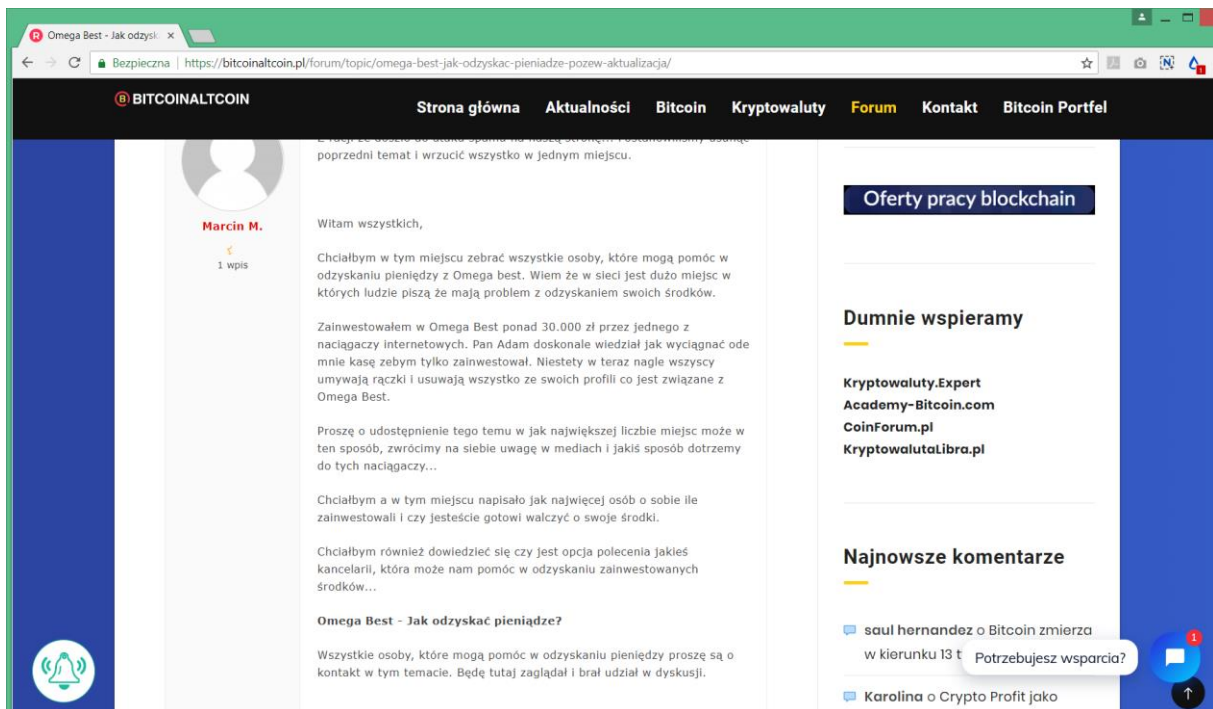 Omega Best - Jak odzysk
Bezpieczna | https://bitcoinaltcoin.pl/forum/topic/omega-best-jak-odzyskac-pieniadze-pozew-aktualizacja/
BITCOINALTCOIN
Strona główna Aktualności Bitcoin Kryptowaluty Forum Kontakt Bitcoin Portfel
poprzedni temat i wrzucić wszystko w jednym miejscu.
Marcin M.
1 wpis
Witam wszystkich,
Chciałbym w tym miejscu zebrać wszystkie osoby, które mogą pomóc w
odzyskaniu pieniędzy z Omega best. Wiem że w sieci jest dużo miejsc w
których ludzie piszą że mają problem z odzyskaniem swoich środków.
Zainwestowałem w Omega Best ponad 30.000 zł przez jednego z
naciągaczy internetowych. Pan Adam doskonale wiedział jak wyciągnać ode
mnie kasę zebym tylko zainwestował. Niestety w teraz nagle wszyscy
umywają rączki i usuwają wszystko ze swoich profili co jest związane z
Omega Best.
Proszę o udostępnienie tego temu w jak największej liczbie miejsc może w
ten sposób, zwrócimy na siebie uwagę w mediach i jakiś sposób dotrzemy
do tych naciągaczy...
Chciałbym a w tym miejscu napisało jak najwięcej osób o sobie ile
zainwestowali i czy jesteście gotowi walczyć o swoje środki.
Chciałbym również dowiedzieć się czy jest opcja polecenia jakieś
kancelarii, która może nam pomóc w odzyskaniu zainwestowanych
środków...
Omega Best - Jak odzyskać pieniądze?
Wszystkie osoby, które mogą pomóc w odzyskaniu pieniędzy proszę są o
kontakt w tym temacie. Będę tutaj zaglądał i brał udział w dyskusji.
Oferty pracy blockchain
Dumnie wspieramy
Kryptowaluty.Expert
Academy-Bitcoin.com
CoinForum.pl
KryptowalutaLibra.pl
Najnowsze komentarze
saul hernandez o Bitcoin zmierza
w kierunku 13 t
Potrzebujesz wsparcia?
1
Karolina o Crypto Profit jako